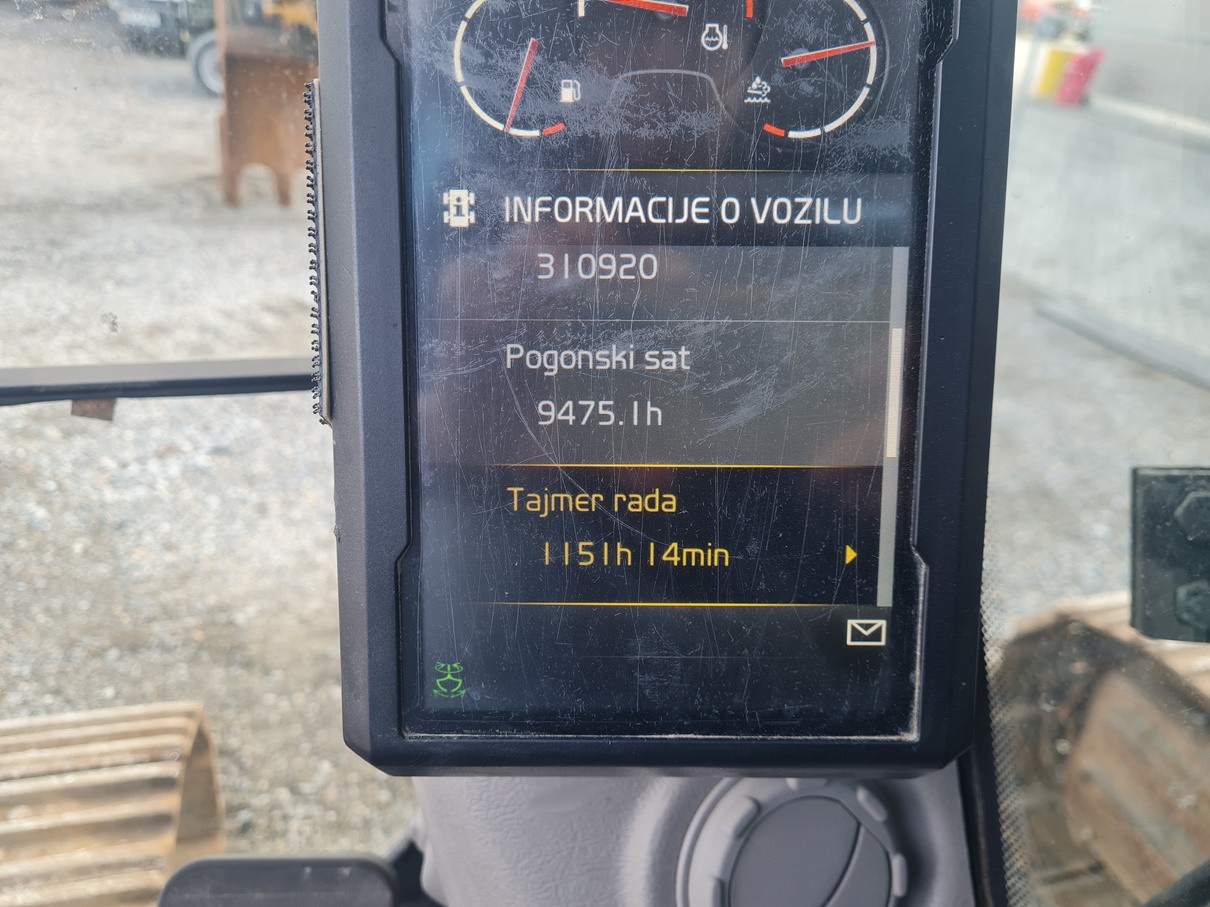 INFORMACIJE O VOZILU
310920
Pogonski sat
9475.1h
Tajmer rada
1151h 14min